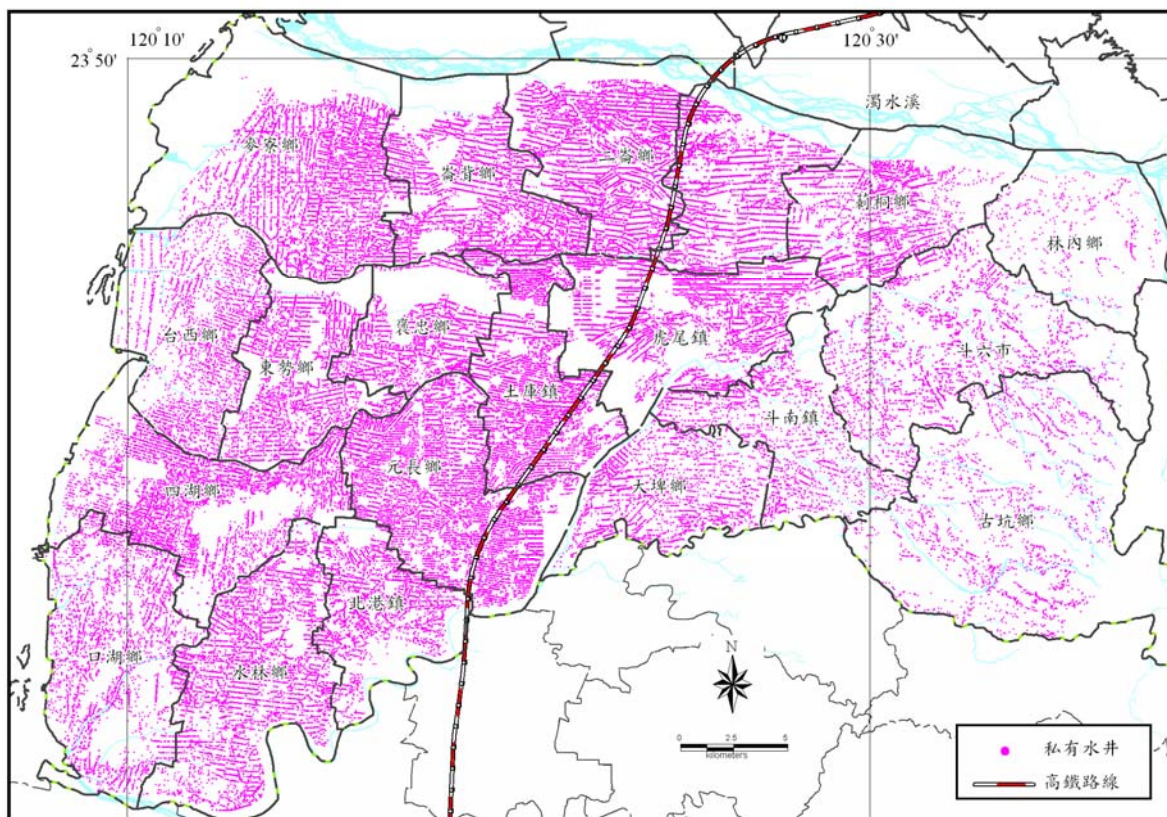 120°10'
120°30'
23°50'
濁水溪
麥寮鄉
崙背鄉
二崙鄉
莿桐鄉
林內鄉
台西鄉
東勢鄉
褒忠鄉
土庫鎮
虎尾鎮
斗六市
斗南鎮
元長鄉
大埤鄉
四湖鄉
古坑鄉
北港鎮
口湖鄉
水林鄉
N
0 2.5 5
kilometers
私有水井
高鐵路線